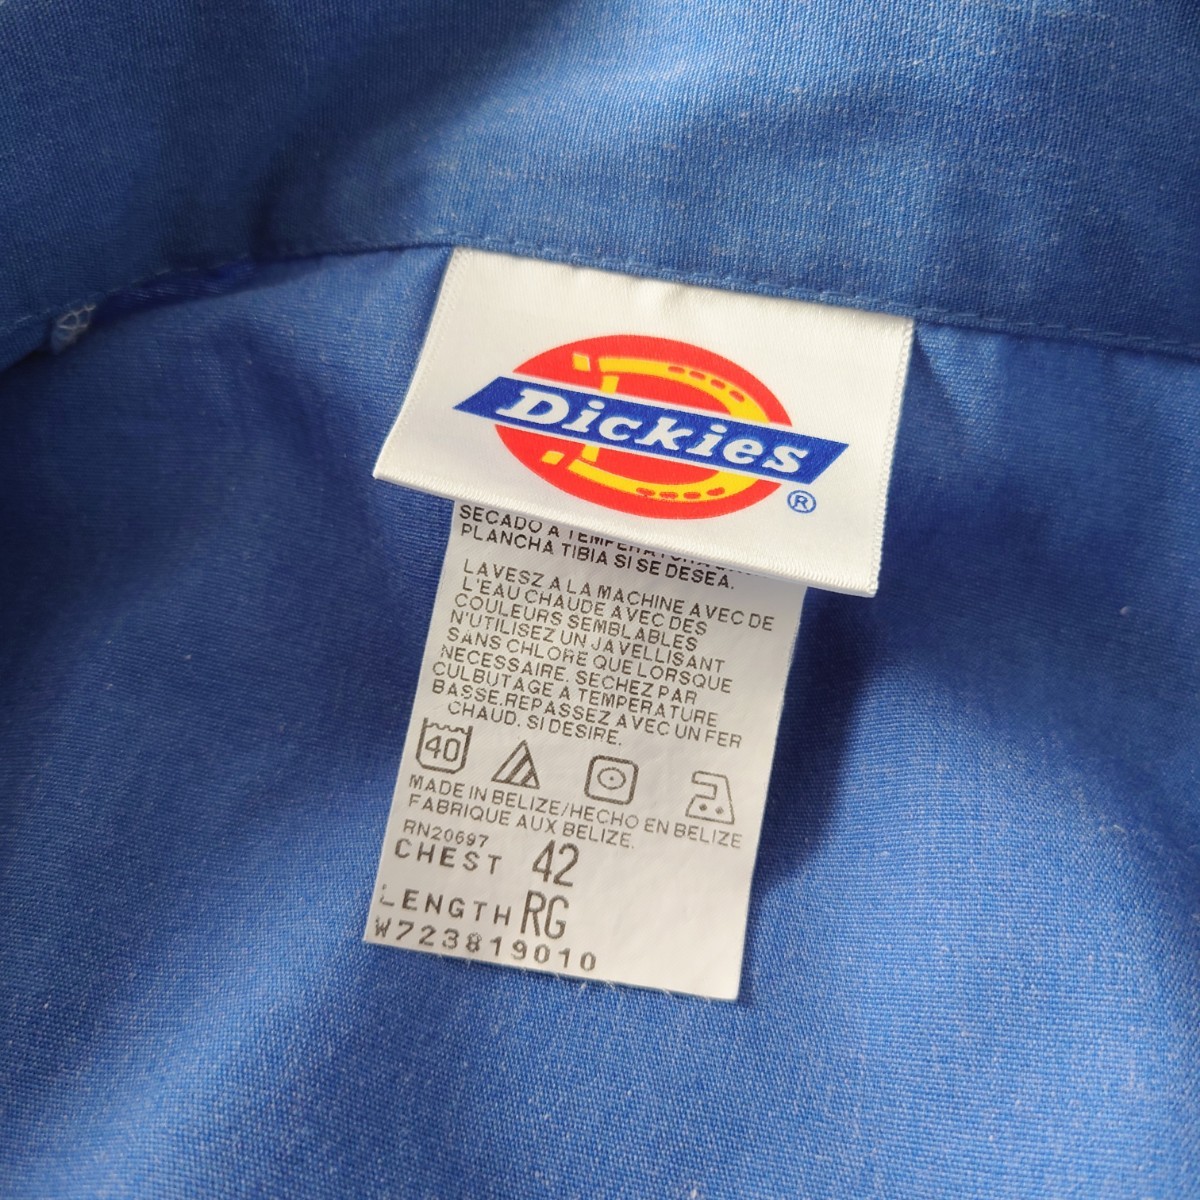 Dickies
®
SECADO A TEMPERATURA
PLANCHA TIBIA SI SE DESEA.
LAVESZ A LA MACHINE AVEC DE
L'EAU CHAUDE AVEC DES
COULEURS SEMBLABLES
N'UTILISEZ UN JAVELLISANT
SANS CHLORE QUE LORSQUE
NECESSAIRE. SECHEZ PAR
CULBUTAGE A TEMPERATURE
BASSE.REPASSEZ AVEC UN FER
CHAUD. SI DESIRE.
40
MADE IN BELIZE/HECHO EN BELIZE
FABRIQUE AUX BELIZE.
RN20697
CHEST 42
LENGTH RG
W723819010